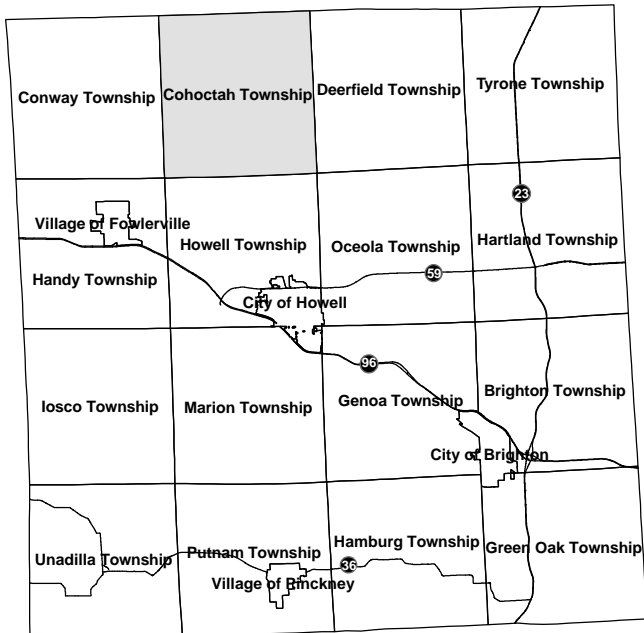 Conway Township
Cohoctah Township
Deerfield Township
Tyrone Township
23
Village of Fowlerville
Howell Township
Oceola Township
Hartland Township
Handy Township
59
City of Howell
96
Iosco Township
Marion Township
Genoa Township
Brighton Township
City of Brighton
Unadilla Township
Putnam Township
Hamburg Township
Green Oak Township
36
Village of Pinckney